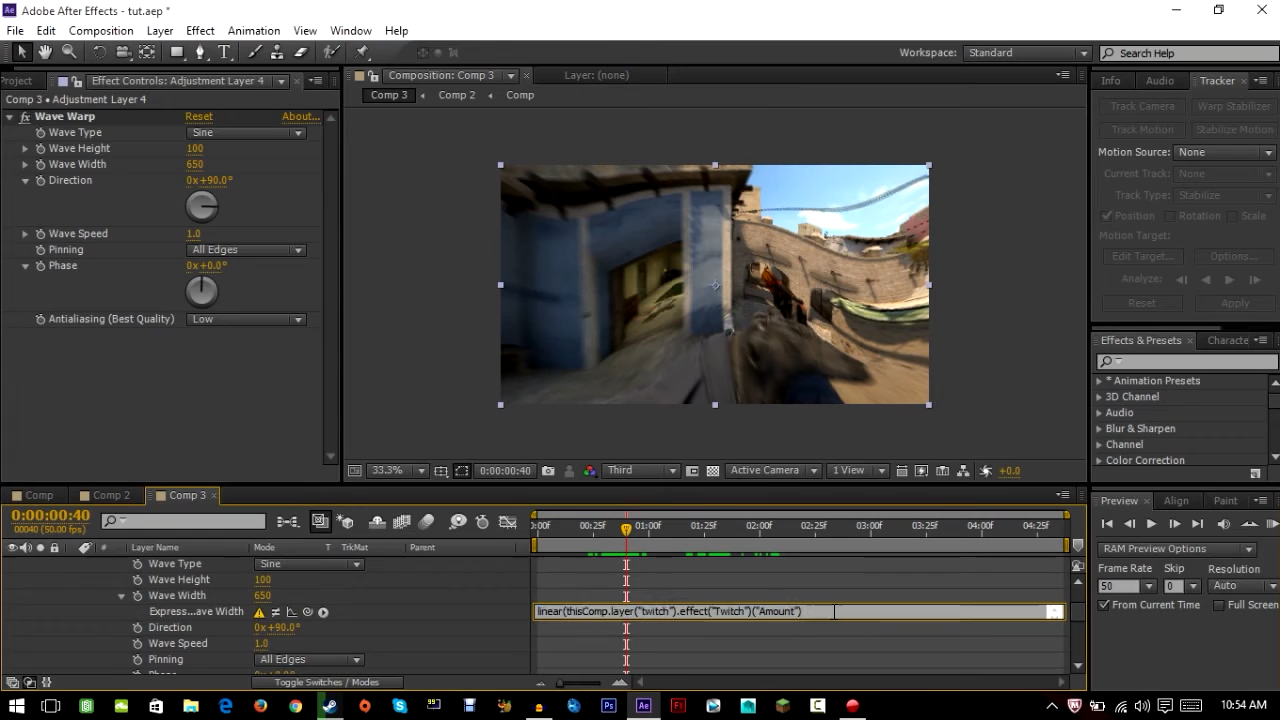 Adobe After Effects - tut.aep *
File Edit Composition Layer Effect Animation View Window Help
Workspace: Standard Search Help
Project Effect Controls: Adjustment Layer 4 Composition: Comp 3 Layer: (none) Info Audio Tracker
Comp 3 • Adjustment Layer 4 Comp 3 Comp 2 Comp
Track Camera Warp Stabilizer
fx Wave Warp Reset About...
Track Motion Stabilize Motion
Wave Type Sine
Wave Height 100
Motion Source: None
Wave Width 650
Current Track: None
Direction 0x+90.0°
Track Type: Stabilize
Position Rotation Scale
Motion Target:
Wave Speed 1.0
Pinning All Edges
Edit Target... Options...
Phase 0x+0.0°
Analyze:
Reset Apply
Antialiasing (Best Quality) Low
Effects & Presets Characte
* Animation Presets
3D Channel
Audio
Blur & Sharpen
Channel
Color Correction
33.3% 0:00:00:40 Third Active Camera 1 View +0.0
Comp Comp 2 Comp 3
Preview Align Paint
0:00:00:40
00040 (50.00 fps)
0:00f 00:25f 01:00f 01:25f 02:00f 02:25f 03:00f 03:25f 04:00f 04:25f
# Layer Name Mode T TrkMat Parent
RAM Preview Options
Wave Type Sine
Frame Rate Skip Resolution
Wave Height 100
50 0 Auto
Wave Width 650
From Current Time Full Screen
Express...ave Width linear(thisComp.layer("twitch").effect("Twitch")("Amount")
Direction 0x+90.0°
Wave Speed 1.0
Pinning All Edges
Toggle Switches / Modes
10:54 AM